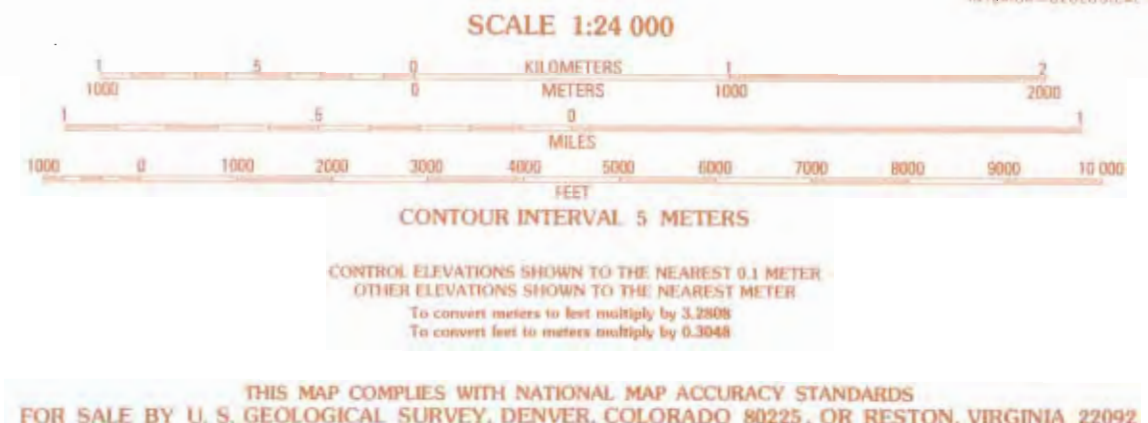 SCALE 1:24 000
1 .5 0 KILOMETERS 1 2
1000 0 METERS 1000 2000
1 .5 0 1
MILES
1000 0 1000 2000 3000 4000 5000 6000 7000 8000 9000 10 000
FEET
CONTOUR INTERVAL 5 METERS
CONTROL ELEVATIONS SHOWN TO THE NEAREST 0.1 METER
OTHER ELEVATIONS SHOWN TO THE NEAREST METER
To convert meters to feet multiply by 3.2808
To convert feet to meters multiply by 0.3048
THIS MAP COMPLIES WITH NATIONAL MAP ACCURACY STANDARDS
FOR SALE BY U. S. GEOLOGICAL SURVEY, DENVER, COLORADO 80225, OR RESTON, VIRGINIA 22092